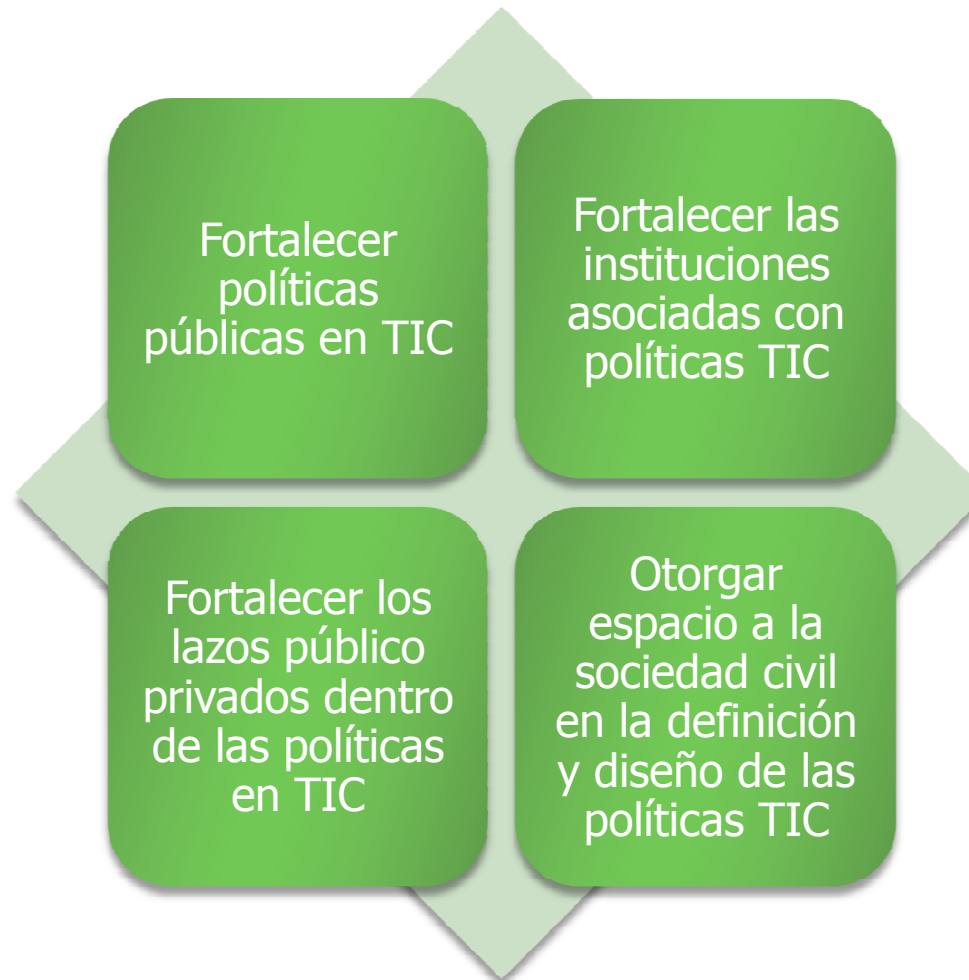 Fortalecer
políticas
públicas en TIC
Fortalecer las
instituciones
asociadas con
políticas TIC
Fortalecer los
lazos público
privados dentro
de las políticas
en TIC
Otorgar
espacio a la
sociedad civil
en la definición
y diseño de las
políticas TIC